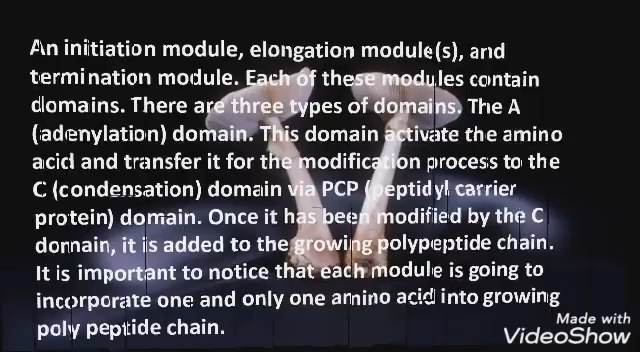 An initiation module, elongation module(s), and
termination module. Each of these modules contain
domains. There are three types of domains. The A
(adenylation) domain. This domain activate the amino
acid and transfer it for the modification process to the
C (condensation) domain via PCP (peptidyl carrier
protein) domain. Once it has been modified by the C
domain, it is added to the growing polypeptide chain.
It is important to notice that each module is going to
incorporate one and only one amino acid into growing
poly peptide chain.
Made with
VideoShow